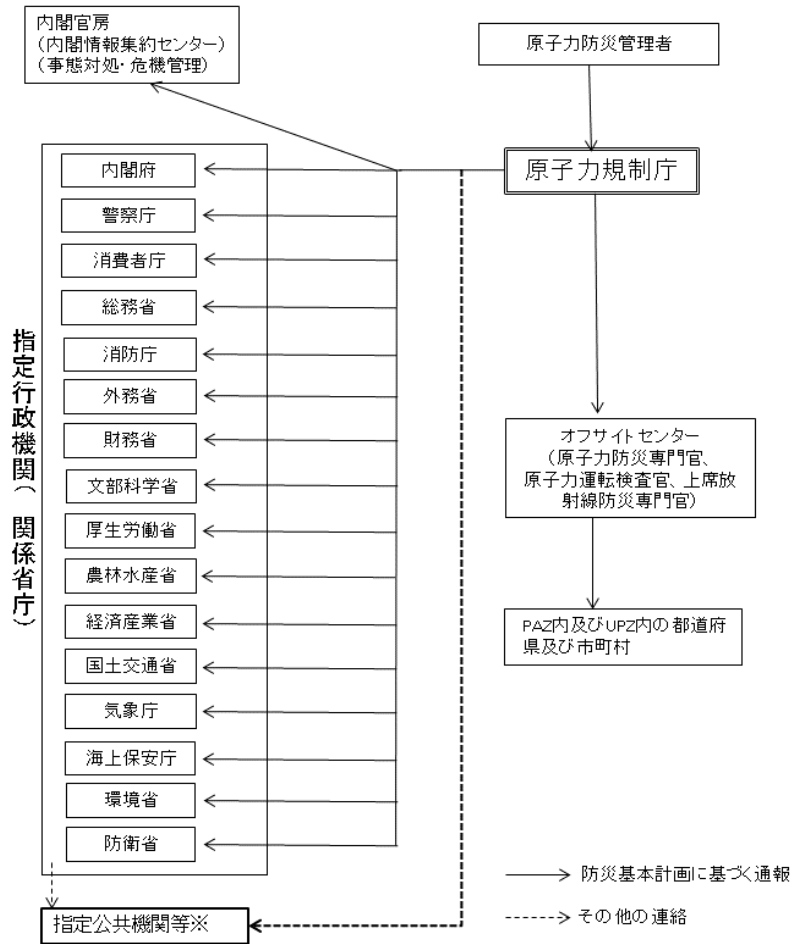 内閣官房
(内閣情報集約センター)
(事態対処・危機管理)
原子力防災管理者
原子力規制庁
指定行政機関( 関係省庁)
内閣府
警察庁
消費者庁
総務省
消防庁
外務省
財務省
文部科学省
厚生労働省
農林水産省
経済産業省
国土交通省
気象庁
海上保安庁
環境省
防衛省
オフサイトセンター
(原子力防災専門官、
原子力運転検査官、上席放
射線防災専門官)
PAZ内及びUPZ内の都道府
県及び市町村
防災基本計画に基づく通報
その他の連絡
指定公共機関等※